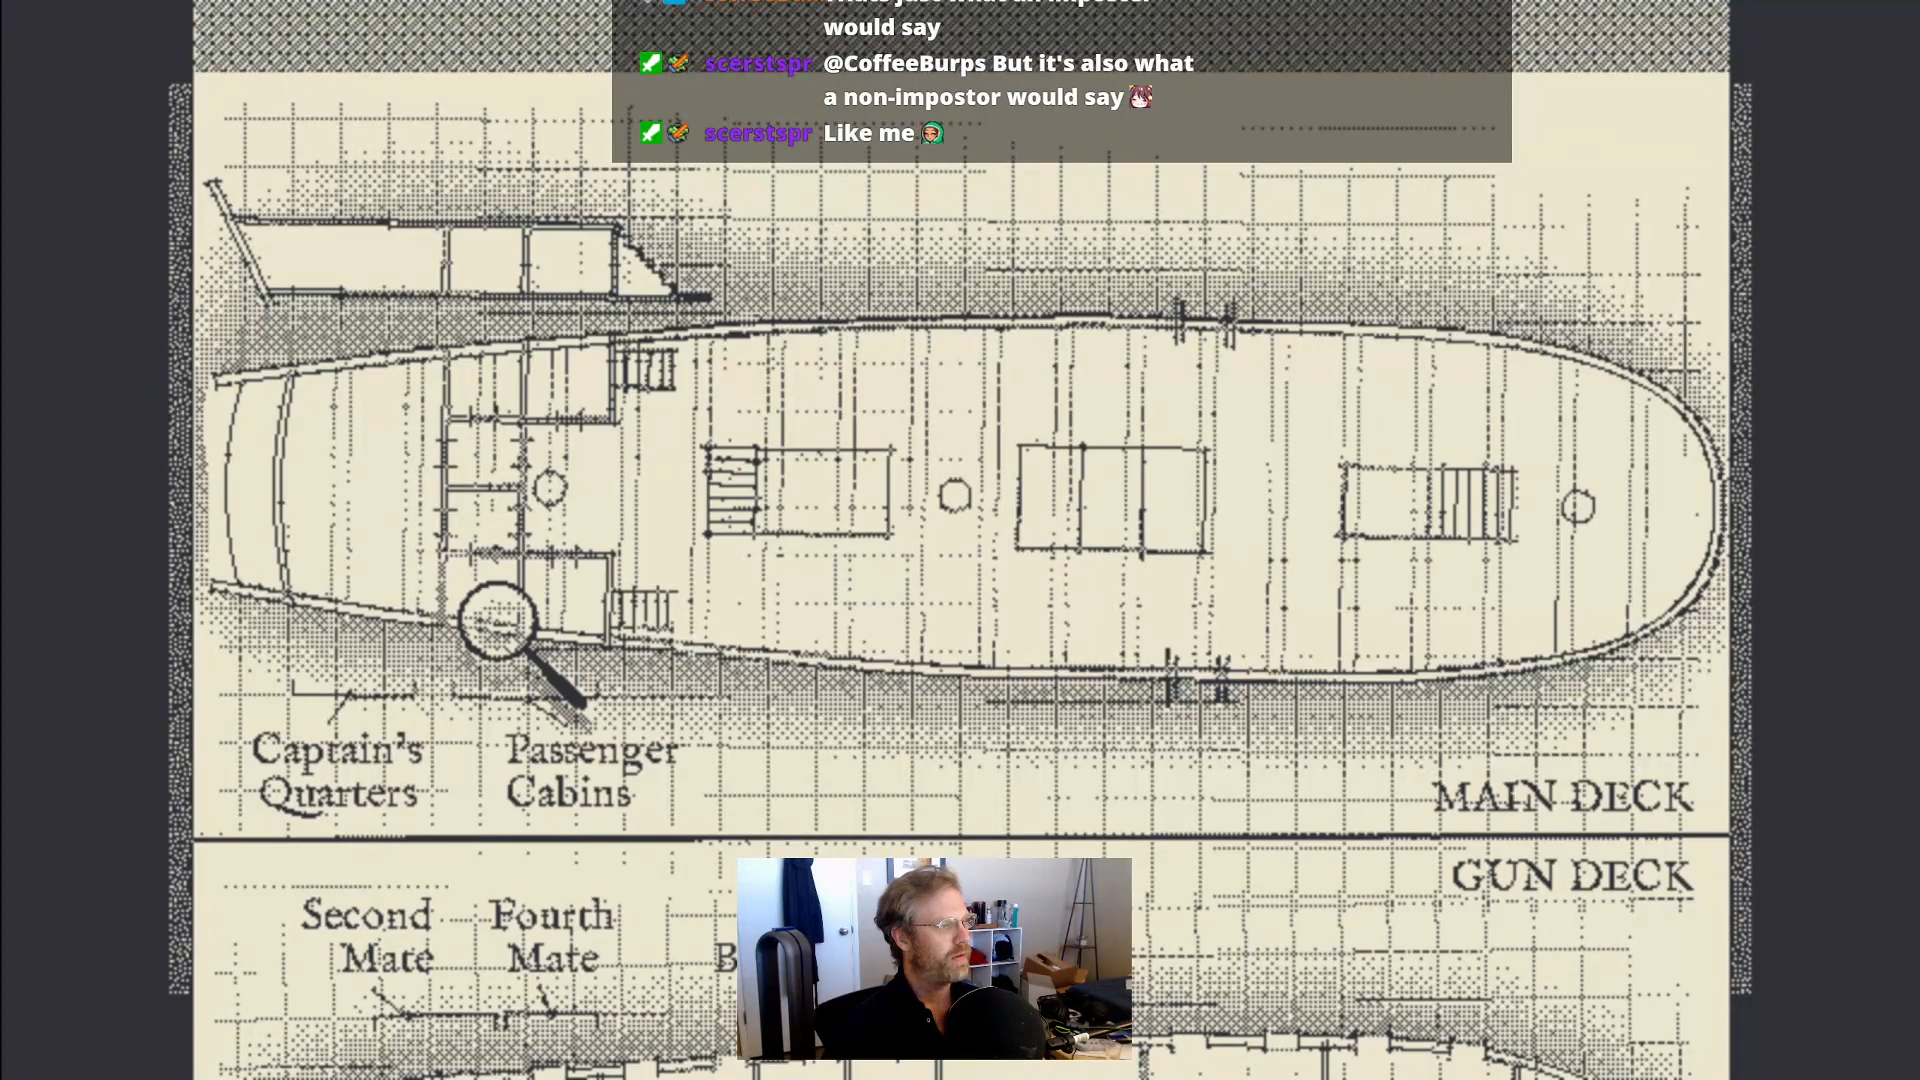 would say
scerstspr @CoffeeBurps But it's also what
a non-impostor would say
scerstspr Like me
Captain's
Quarters
Passenger
Cabins
MAIN DECK
GUN DECK
Second
Mate
Fourth
Mate